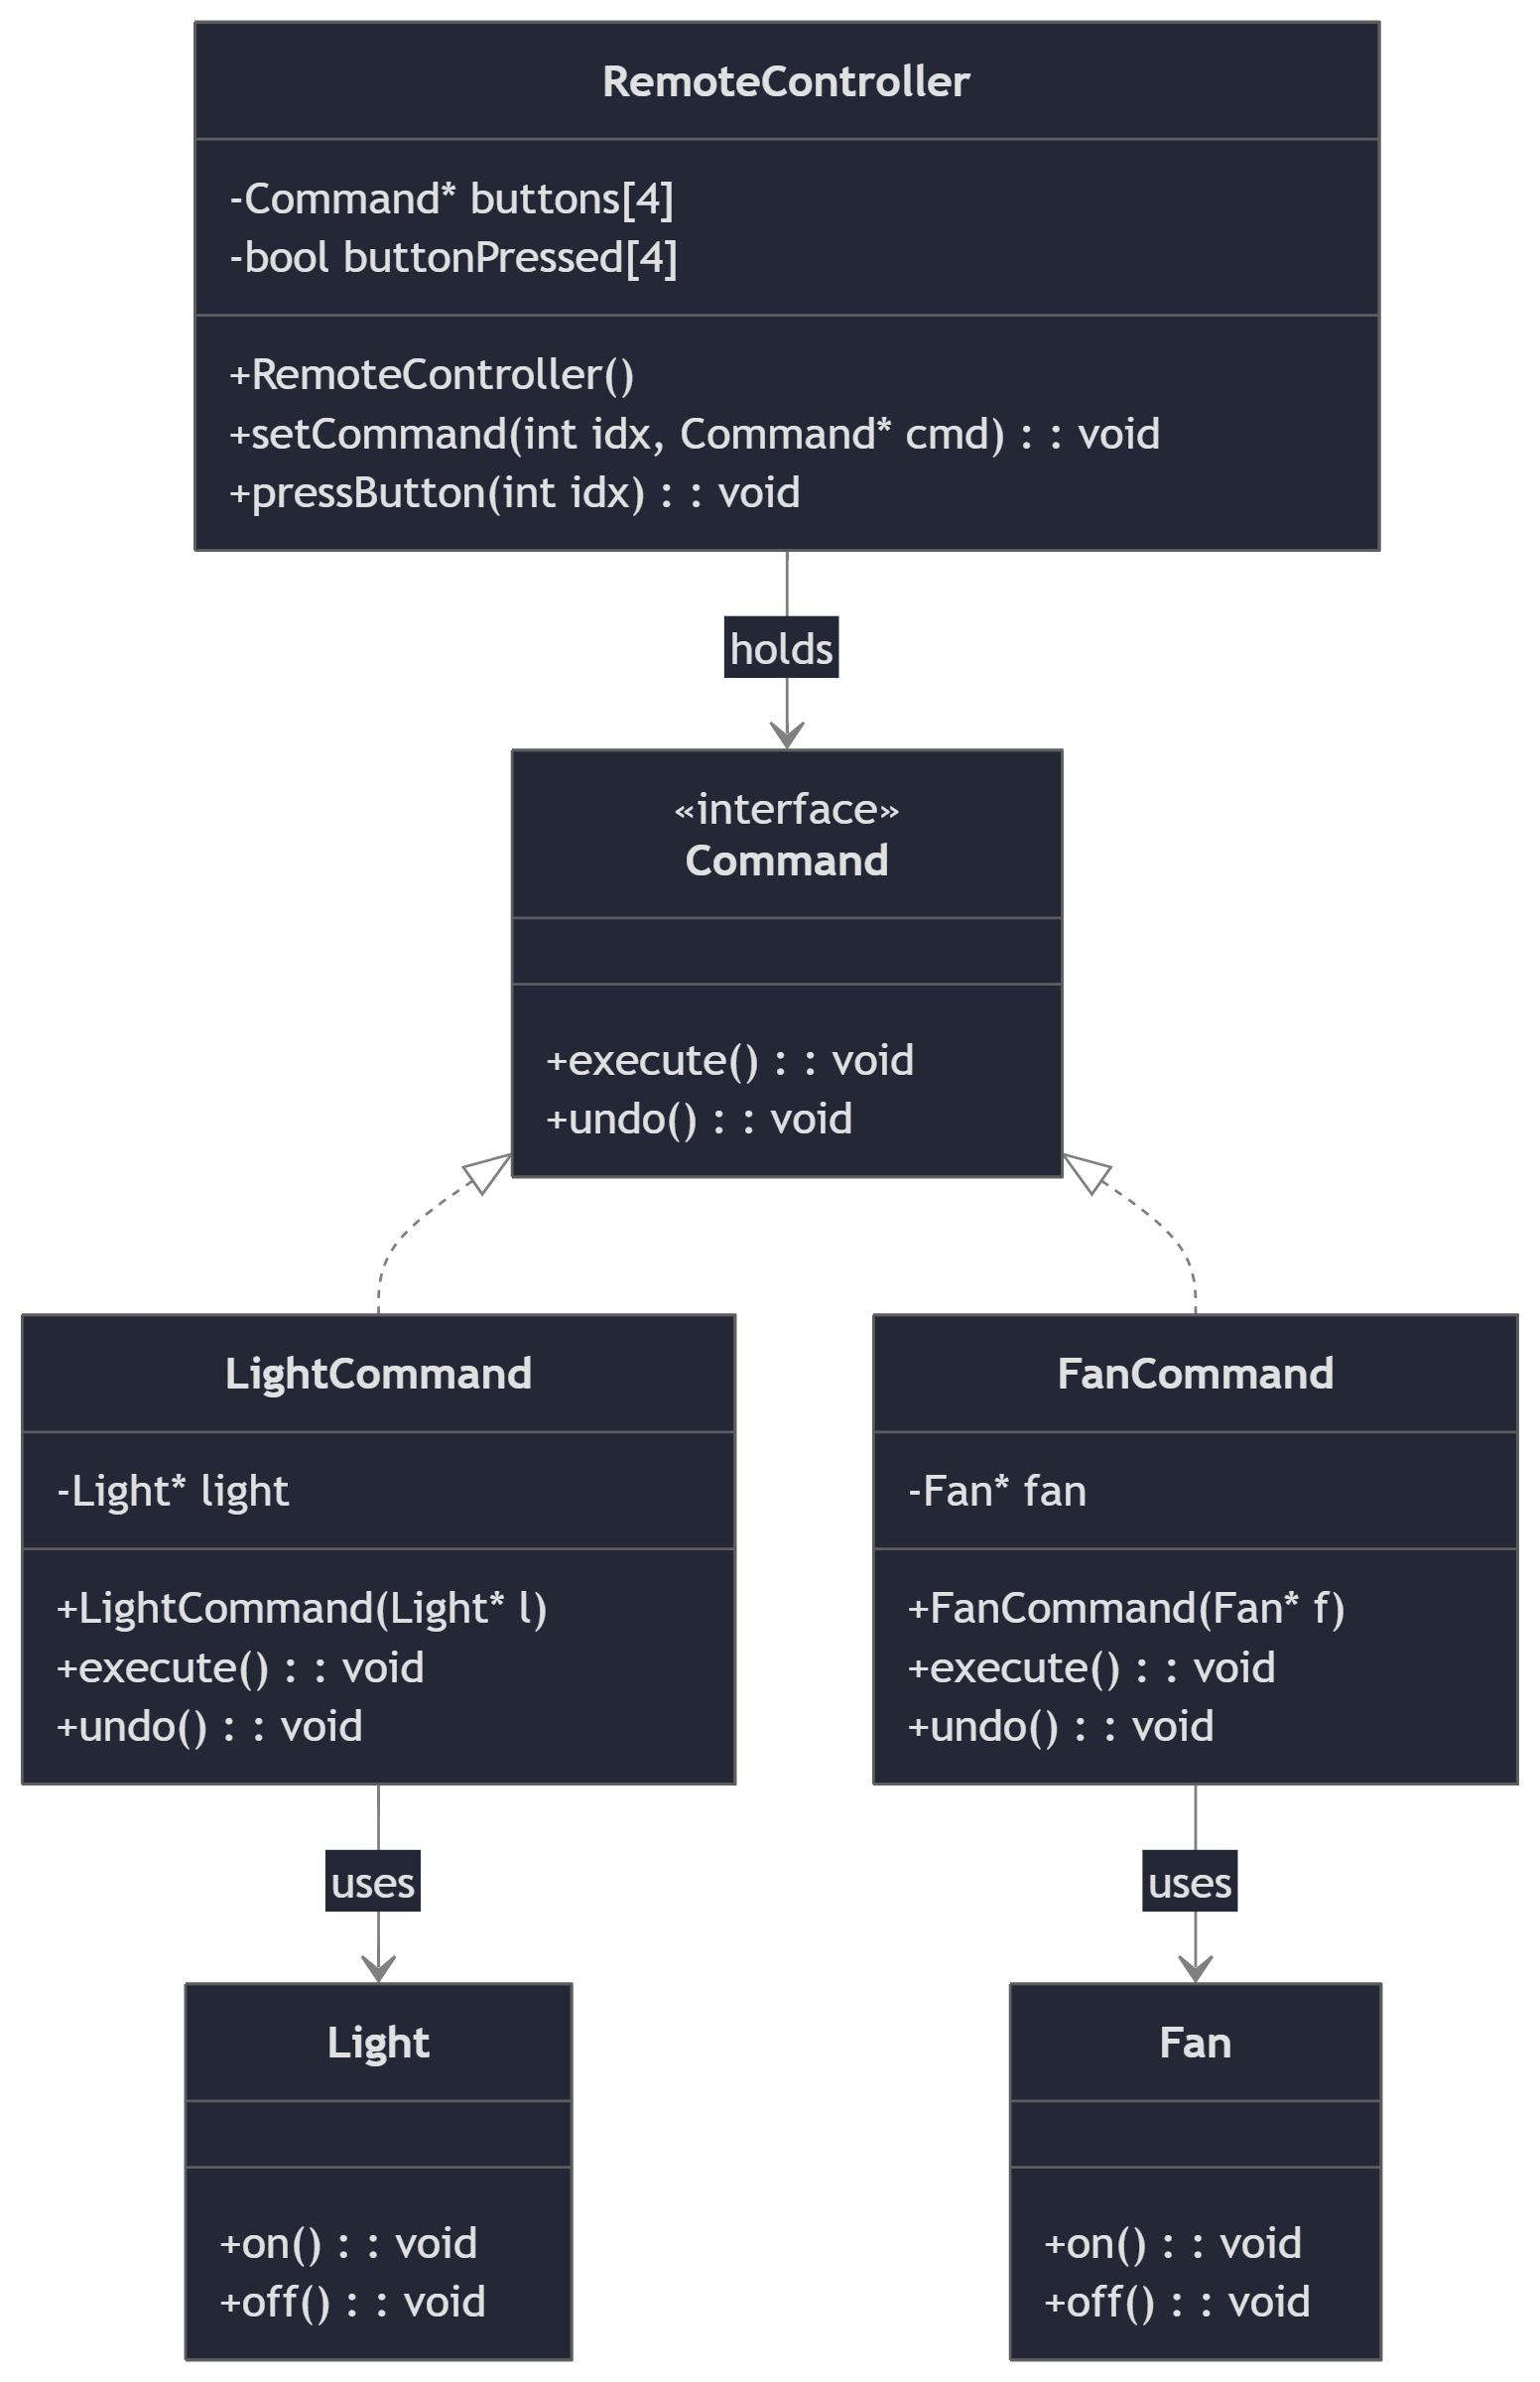 RemoteController
-Command* buttons[4]
-bool buttonPressed[4]
+RemoteController()
+setCommand(int idx, Command* cmd) : : void
+pressButton(int idx) : : void
holds
«interface»
Command
+execute() : : void
+undo() : : void
LightCommand
-Light* light
+LightCommand(Light* l)
+execute() : : void
+undo() : : void
FanCommand
-Fan* fan
+FanCommand(Fan* f)
+execute() : : void
+undo() : : void
uses
uses
Light
+on() : : void
+off() : : void
Fan
+on() : : void
+off() : : void